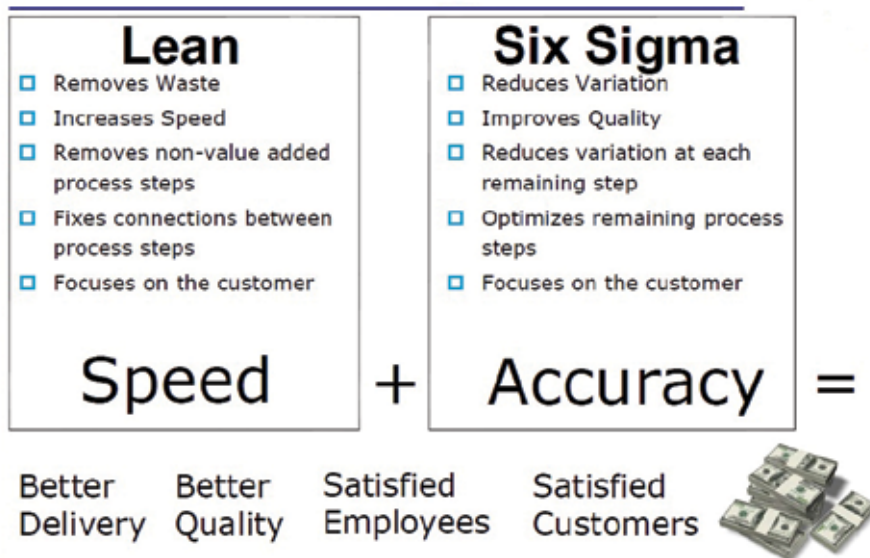 Lean
Removes Waste
Increases Speed
Removes non-value added
process steps
Fixes connections between
process steps
Focuses on the customer
Speed
+
Six Sigma
Reduces Variation
Improves Quality
Reduces variation at each
remaining step
Optimizes remaining process
steps
Focuses on the customer
Accuracy
=
Better
Delivery
Better
Quality
Satisfied
Employees
Satisfied
Customers